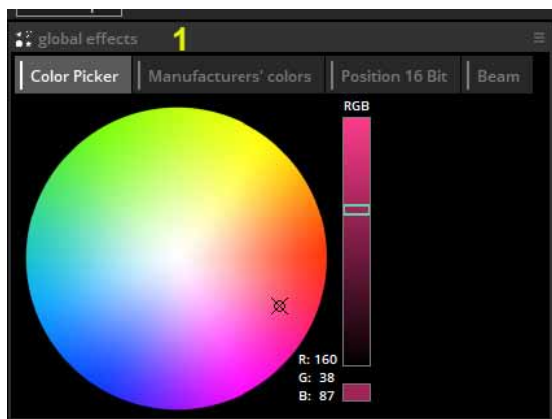 global effects 1
Color Picker Manufacturers' colors Position 16 Bit Beam
RGB
R: 160
G: 38
B: 87